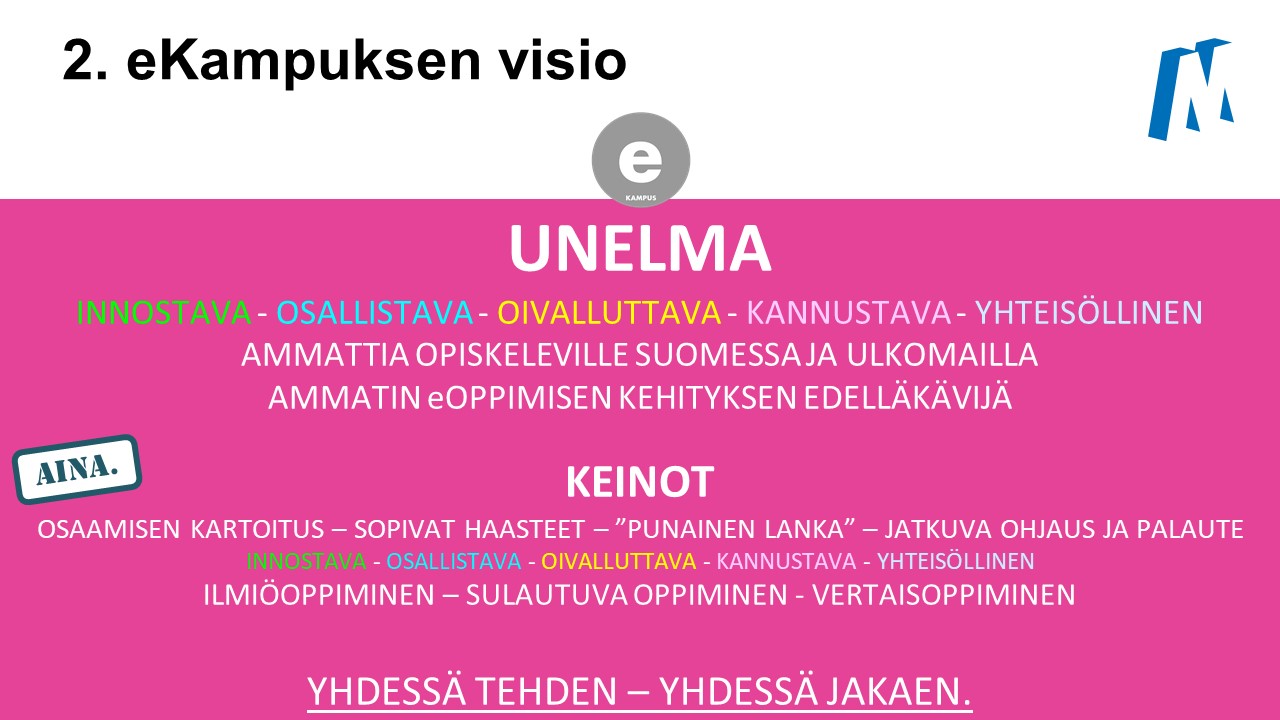 2. eKampuksen visio
e
KAMPUS
UNELMA
INNOSTAVA - OSALLISTAVA - OIVALLUTTAVA - KANNUSTAVA - YHTEISÖLLINEN
AMMATTIA OPISKELEVILLE SUOMESSA JA ULKOMAILLA
AMMATIN eOPPIMISEN KEHITYKSEN EDELLÄKÄVIJÄ
AINA.
KEINOT
OSAAMISEN KARTOITUS – SOPIVAT HAASTEET – ”PUNAINEN LANKA” – JATKUVA OHJAUS JA PALAUTE
INNOSTAVA - OSALLISTAVA - OIVALLUTTAVA - KANNUSTAVA - YHTEISÖLLINEN
ILMIÖOPPIMINEN – SULAUTUVA OPPIMINEN - VERTAISOPPIMINEN
YHDESSÄ TEHDEN – YHDESSÄ JAKAEN.